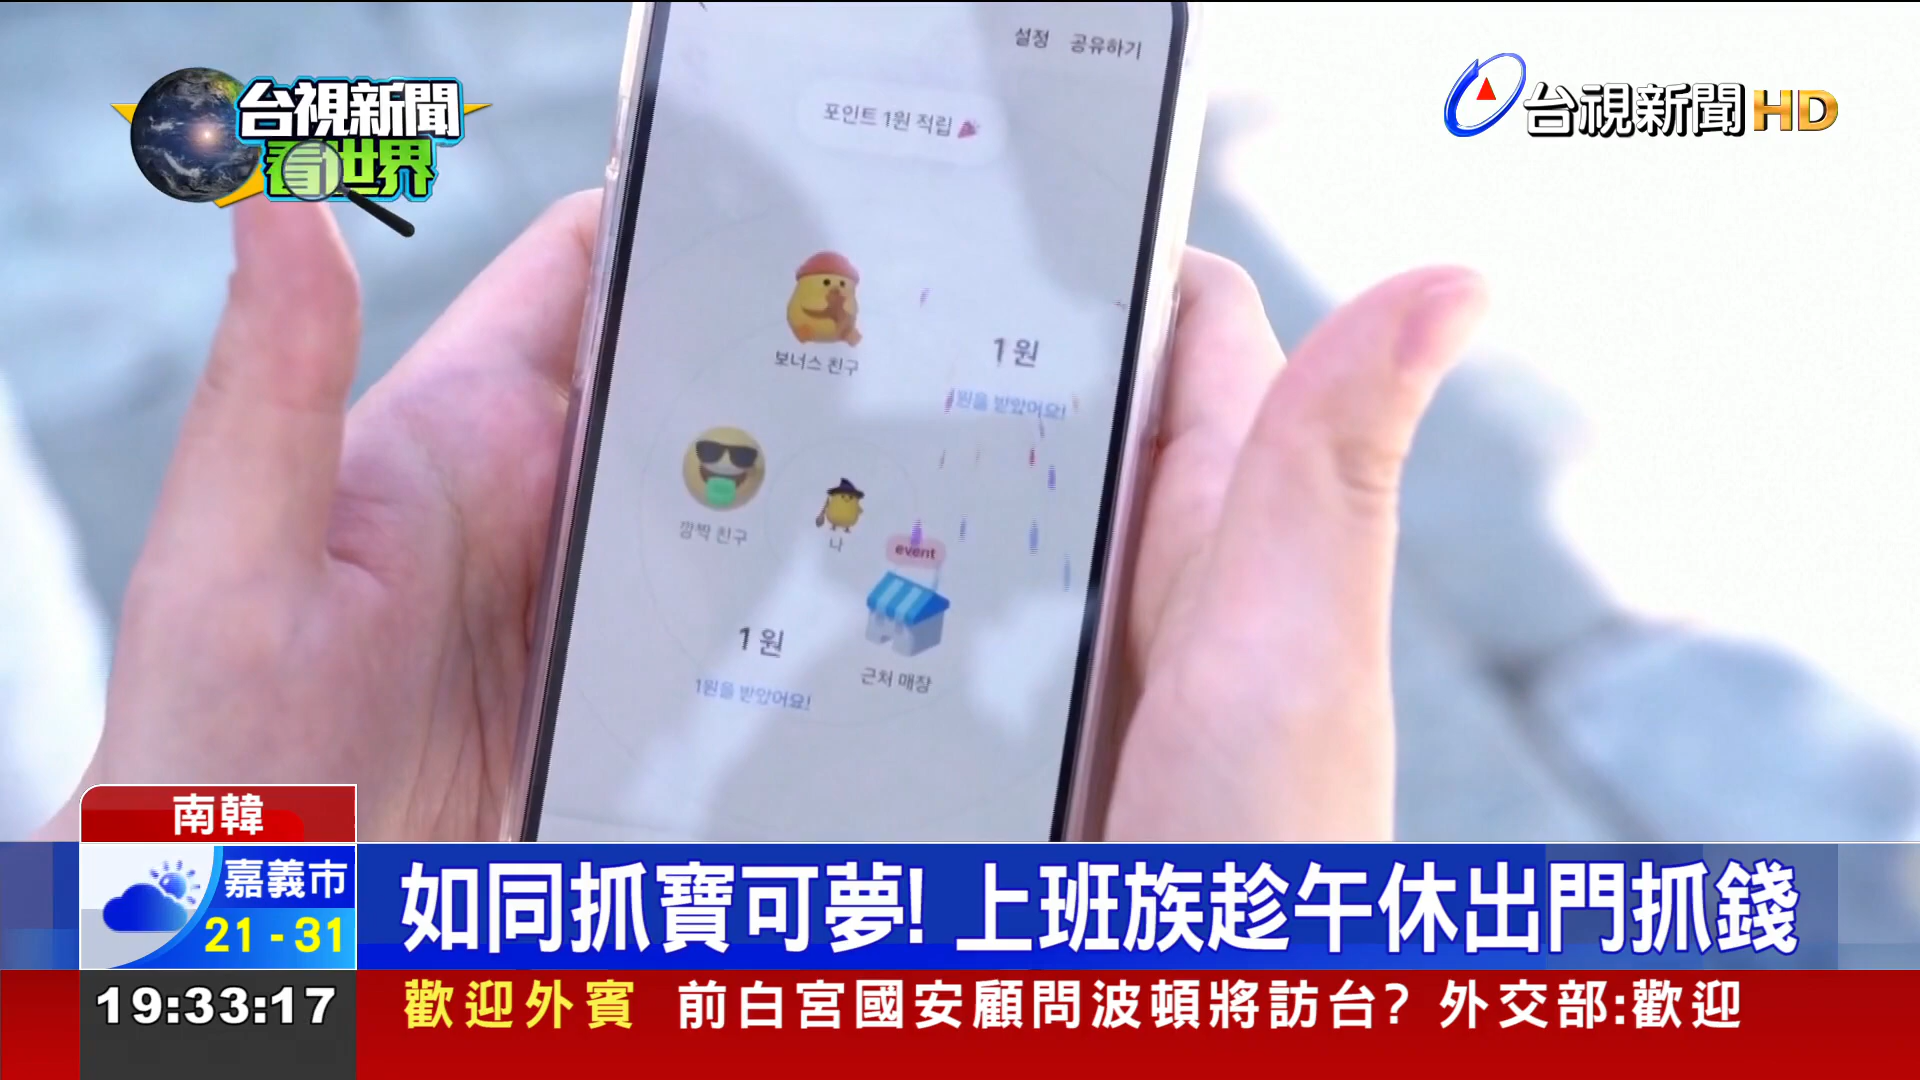 台視新聞
看世界
台視新聞HD
설정 공유하기
포인트 1원 적립
보너스 친구
1 원
1원을 받았어요!
깜짝 친구
나
event
1 원
1원을 받았어요!
근처 매장
南韓
嘉義市
21 - 31
如同抓寶可夢! 上班族趁午休出門抓錢
19:33:17
歡迎外賓 前白宮國安顧問波頓將訪台? 外交部:歡迎